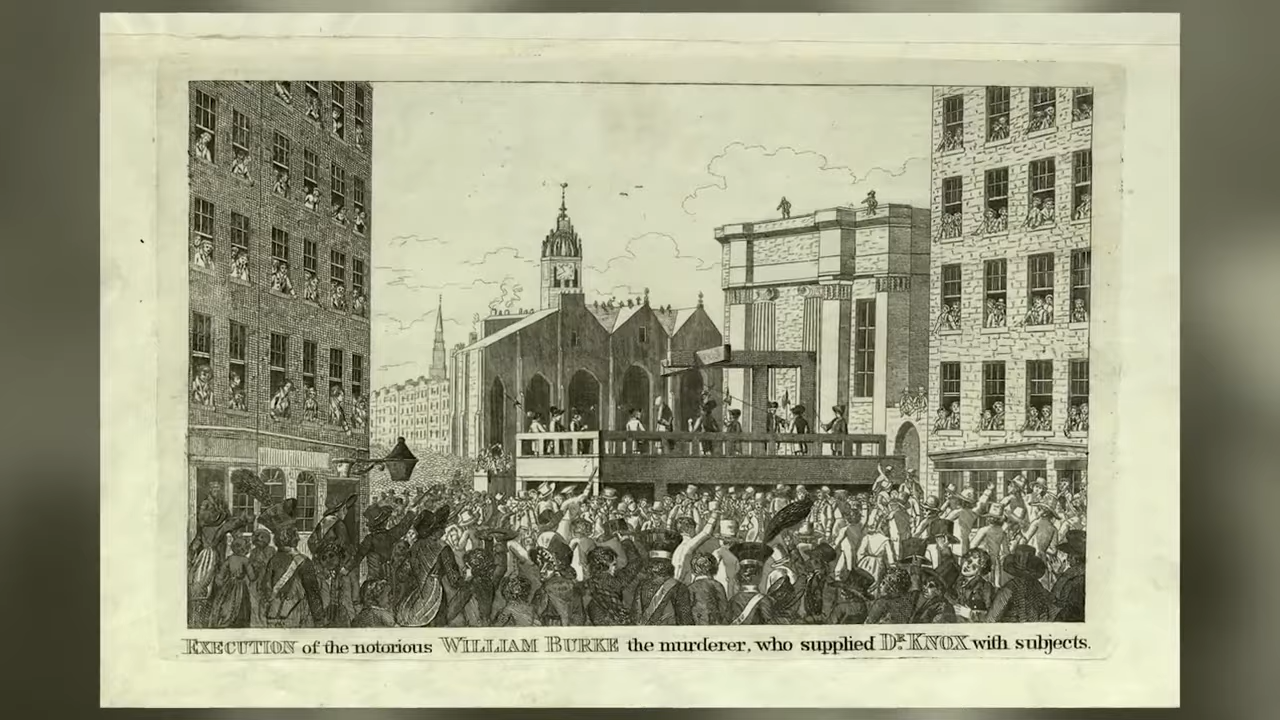 EXECUTION of the notorious WILLIAM BURKE the murderer, who supplied DR. KNOX with subjects.